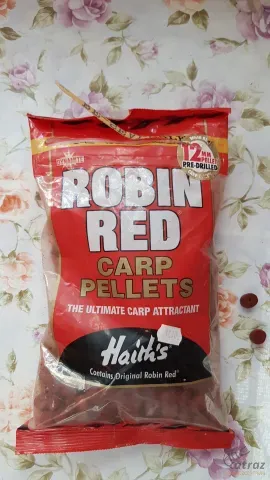 12MM
PELLETS
PRE-DRILLED
ROBIN
RED®
CARP
PELLETS
THE ULTIMATE CARP ATTRACTANT
Haith's
Contains Original Robin Red®